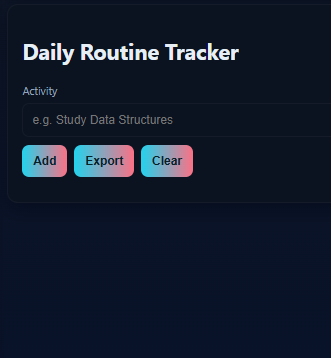 Daily Routine Tracker
Activity
e.g. Study Data Structures
Add Export Clear